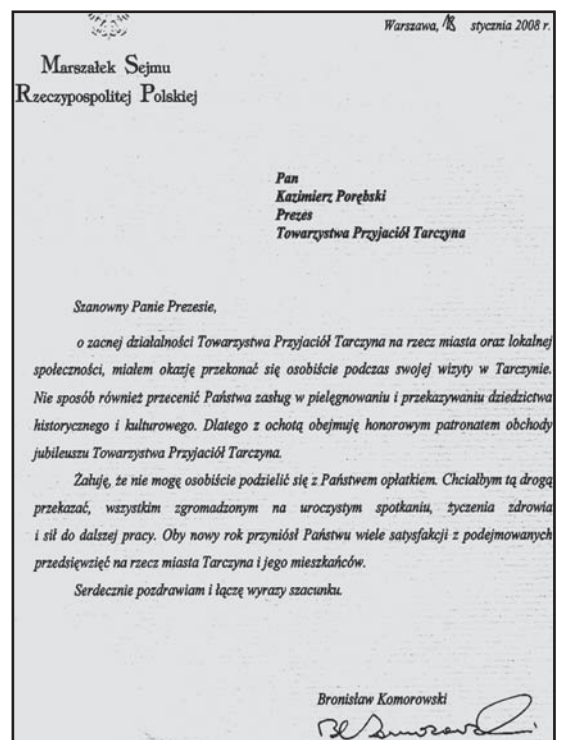 Warszawa, 18 stycznia 2008 r.
Marszałek Sejmu
Rzeczypospolitej Polskiej
Pan
Kazimierz Porębski
Prezes
Towarzystwa Przyjaciół Tarczyna
Szanowny Panie Prezesie,
o zacnej działalności Towarzystwa Przyjaciół Tarczyna na rzecz miasta oraz lokalnej
społeczności, miałem okazję przekonać się osobiście podczas swojej wizyty w Tarczynie.
Nie sposób również przecenić Państwa zasług w pielęgnowaniu i przekazywaniu dziedzictwa
historycznego i kulturowego. Dlatego z ochotą obejmuję honorowym patronatem obchody
jubileuszu Towarzystwa Przyjaciół Tarczyna.
Żałuję, że nie mogę osobiście podzielić się z Państwem opłatkiem. Chciałbym tą drogą
przekazać, wszystkim zgromadzonym na uroczystym spotkaniu, życzenia zdrowia
i sił do dalszej pracy. Oby nowy rok przyniósł Państwu wiele satysfakcji z podejmowanych
przedsięwzięć na rzecz miasta Tarczyna i jego mieszkańców.
Serdecznie pozdrawiam i łączę wyrazy szacunku.
Bronisław Komorowski